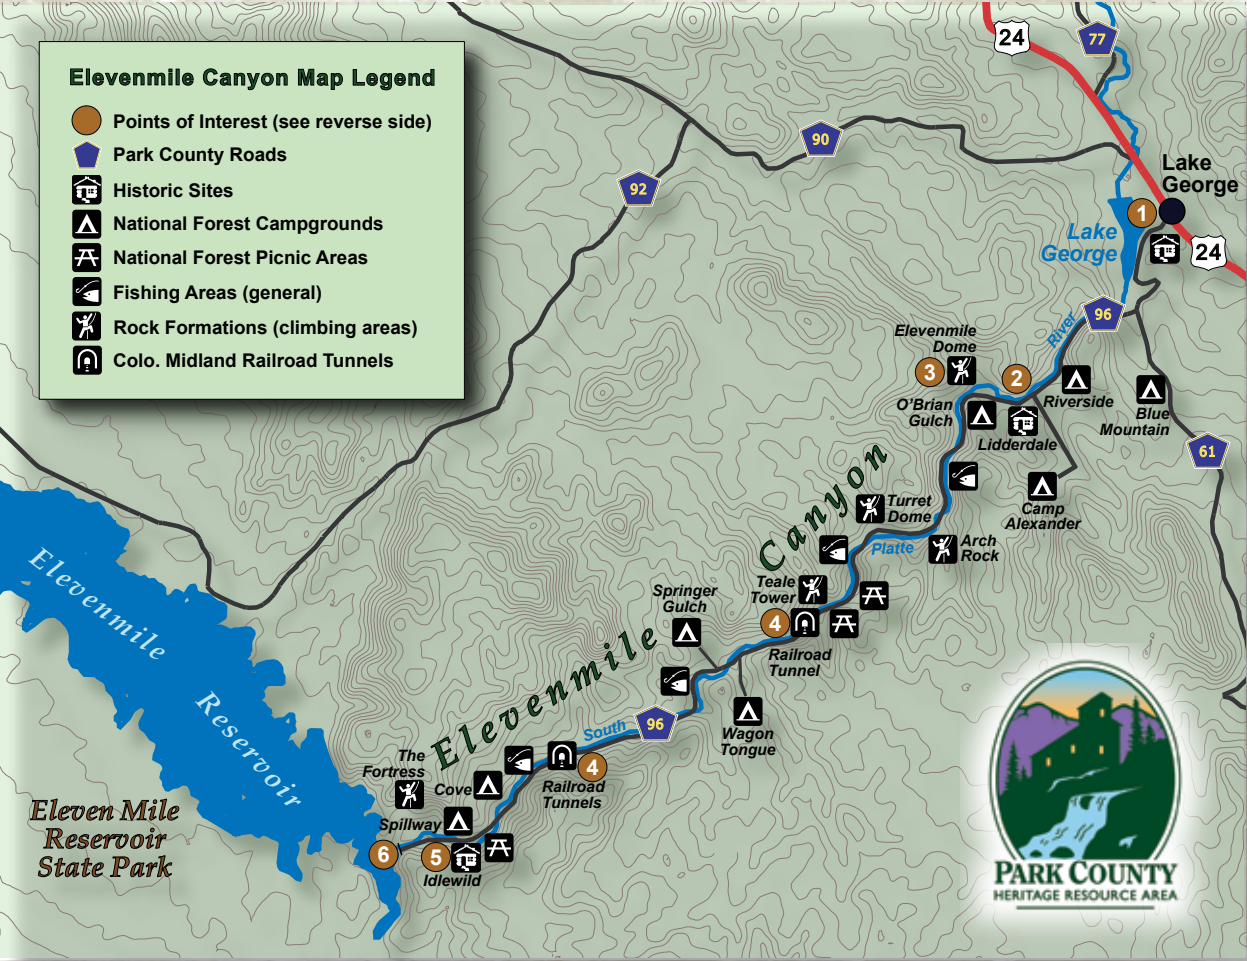 Elevenmile Canyon Map Legend
Points of Interest (see reverse side)
Park County Roads
Historic Sites
National Forest Campgrounds
National Forest Picnic Areas
Fishing Areas (general)
Rock Formations (climbing areas)
Colo. Midland Railroad Tunnels
24
77
90
92
Lake
George
1
Lake
George
24
96
River
Elevenmile
Dome
3
2
O'Brian
Gulch
Riverside
Blue
Mountain
Lidderdale
61
Canyon
Camp
Alexander
Turret
Dome
Platte
Arch
Rock
Teale
Tower
Springer
Gulch
4
Railroad
Tunnel
Elevenmile
Elevenmile
Reservoir
South
96
Wagon
Tongue
The
Fortress
Cove
4
Railroad
Tunnels
Spillway
6
5
Idlewild
Eleven Mile
Reservoir
State Park
PARK COUNTY
HERITAGE RESOURCE AREA